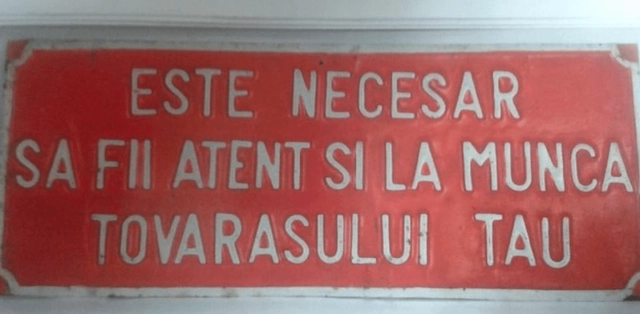 ESTE NECESAR
SA FII ATENT SI LA MUNCA
TOVARASULUI TAU